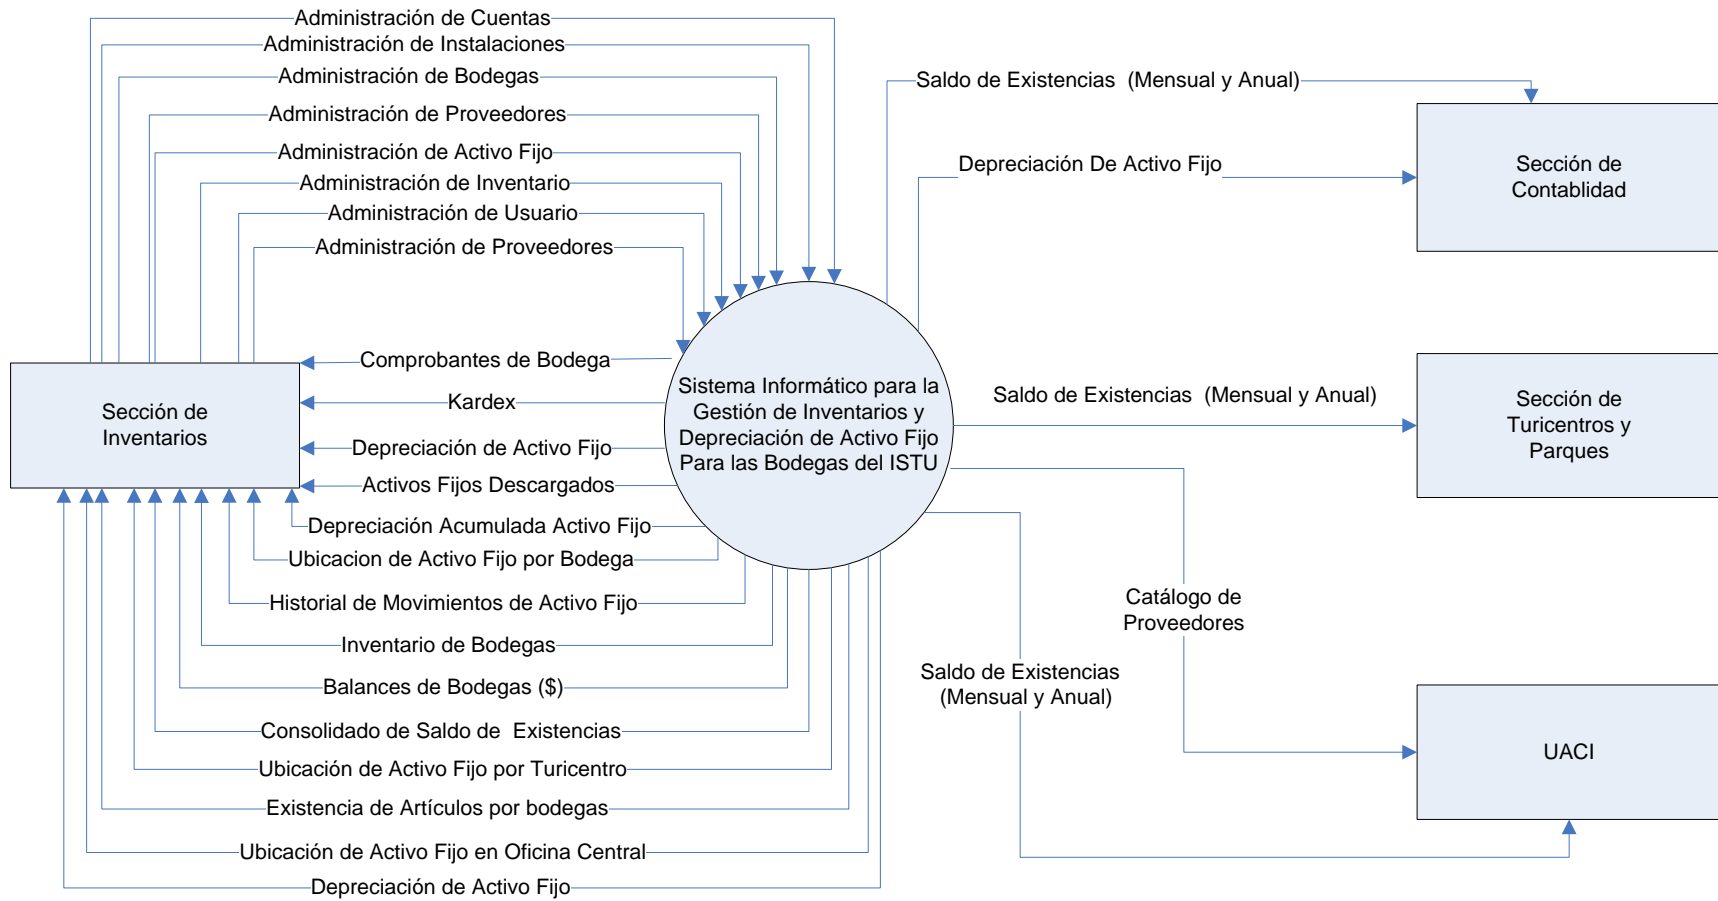 Administración de Cuentas
Administración de Instalaciones
Administración de Bodegas
Administración de Proveedores
Administración de Activo Fijo
Administración de Inventario
Administración de Usuario
Administración de Proveedores
Comprobantes de Bodega
Kardex
Depreciación de Activo Fijo
Activos Fijos Descargados
Depreciación Acumulada Activo Fijo
Ubicacion de Activo Fijo por Bodega
Historial de Movimientos de Activo Fijo
Inventario de Bodegas
Balances de Bodegas ($)
Consolidado de Saldo de  Existencias
Ubicación de Activo Fijo por Turicentro
Existencia de Artículos por bodegas
Ubicación de Activo Fijo en Oficina Central
Depreciación de Activo Fijo
Sección de
Inventarios
Sistema Informático para la
Gestión de Inventarios y
Depreciación de Activo Fijo
Para las Bodegas del ISTU
Saldo de Existencias  (Mensual y Anual)
Depreciación De Activo Fijo
Sección de
Contablidad
Saldo de Existencias  (Mensual y Anual)
Sección de
Turicentros y
Parques
Catálogo de
Proveedores
Saldo de Existencias
(Mensual y Anual)
UACI